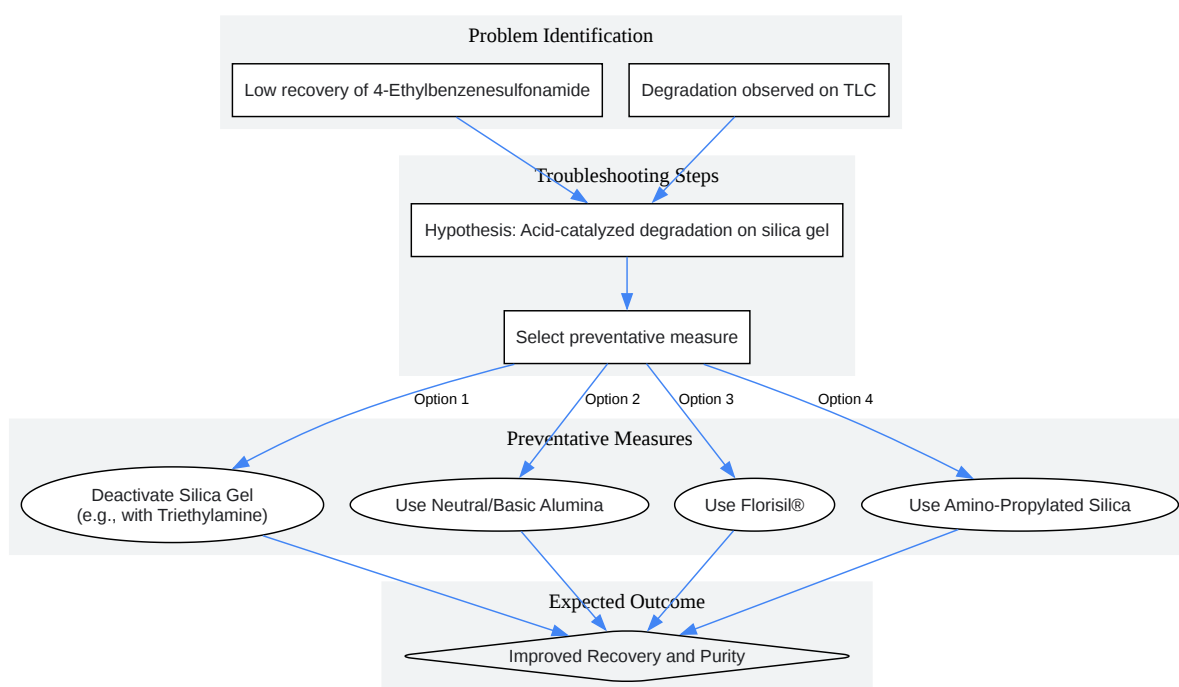 Problem Identification
Low recovery of 4-Ethylbenzenesulfonamide
Degradation observed on TLC
Troubleshooting Steps
Hypothesis: Acid-catalyzed degradation on silica gel
Select preventative measure
Option 1
Option 2
Option 3
Option 4
Preventative Measures
Deactivate Silica Gel
(e.g., with Triethylamine)
Use Neutral/Basic Alumina
Use Florisil®
Use Amino-Propylated Silica
Expected Outcome
Improved Recovery and Purity